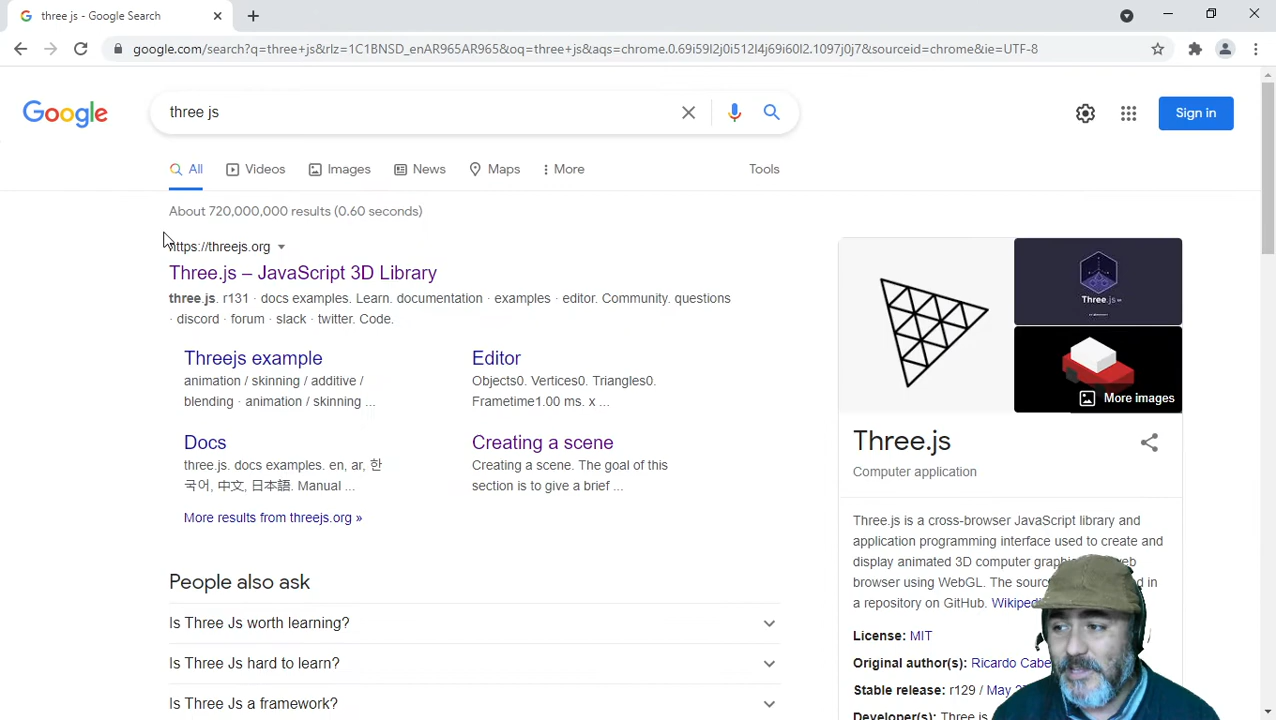 three js - Google Search
google.com/search?q=three+js&rlz=1C1BNSD_enAR965AR965&oq=three+js&aqs=chrome.0.69i59l2j0i512l4j69i60l2.1097j0j7&sourceid=chrome&ie=UTF-8
Google
three js
Sign in
All
Videos
Images
News
Maps
More
Tools
About 720,000,000 results (0.60 seconds)
https://threejs.org
Three.js – JavaScript 3D Library
three.js. r131 · docs examples. Learn. documentation · examples · editor. Community. questions
· discord · forum · slack · twitter. Code.
Threejs example
animation / skinning / additive /
blending · animation / skinning ...
Editor
Objects0. Vertices0. Triangles0.
Frametime1.00 ms. x ...
Docs
three.js. docs examples. en, ar, 한
국어, 中文, 日本語. Manual ...
Creating a scene
Creating a scene. The goal of this
section is to give a brief ...
More results from threejs.org »
People also ask
Is Three Js worth learning?
Is Three Js hard to learn?
Is Three Js a framework?
Three.js
More images
Three.js
Computer application
Three.js is a cross-browser JavaScript library and
application programming interface used to create and
display animated 3D computer
browser using WebGL. The in
a repository on GitHub.
License: MIT
Original author(s): Ricardo
Stable release: r129 / May
Developer(s): Three.js